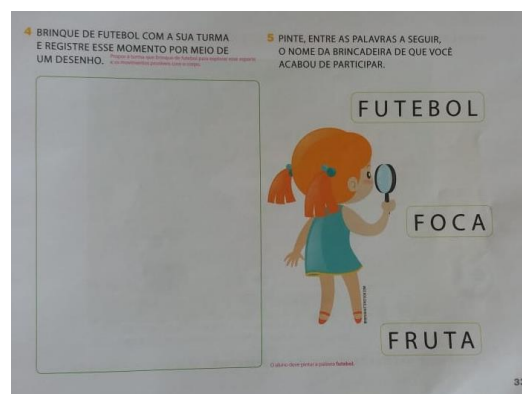 4 BRINQUE DE FUTEBOL COM A SUA TURMA
E REGISTRE ESSE MOMENTO POR MEIO DE
UM DESENHO.
5 PINTE, ENTRE AS PALAVRAS A SEGUIR,
O NOME DA BRINCADEIRA DE QUE VOCÊ
ACABOU DE PARTICIPAR.
FUTEBOL
FOCA
FRUTA
O aluno deve pintar a palavra futebol.